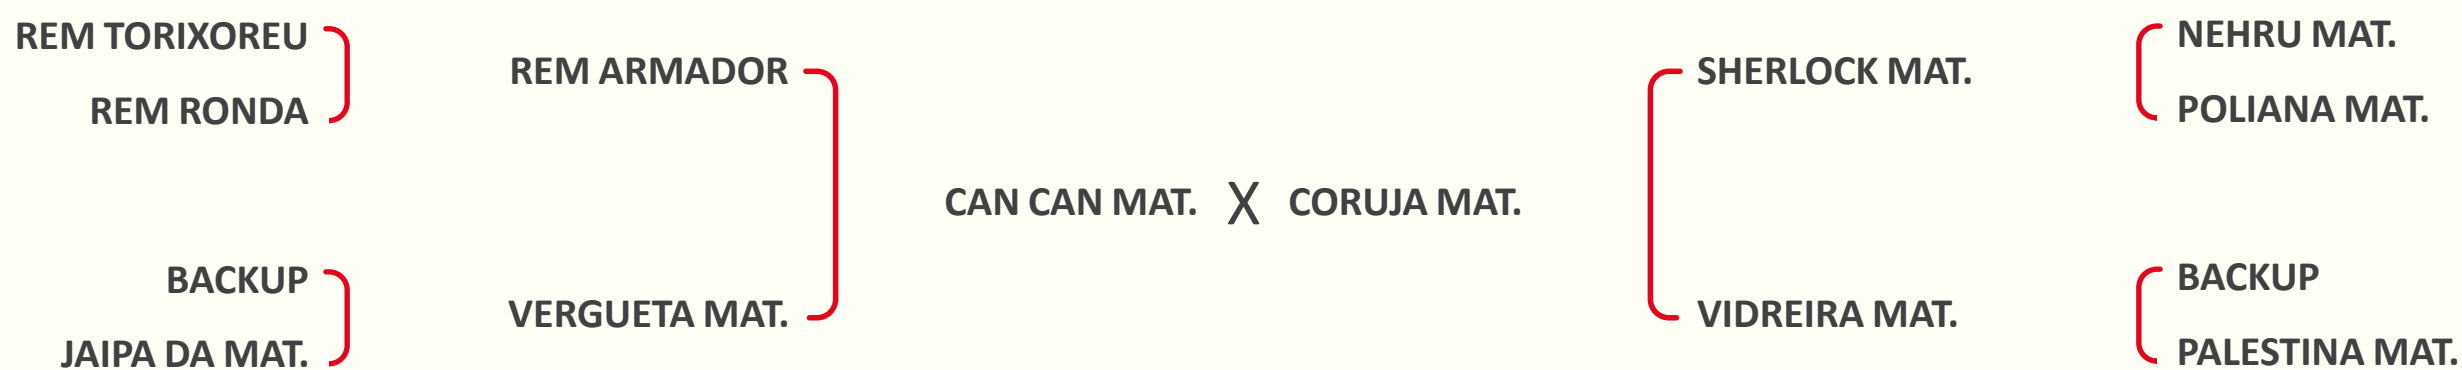 REM TORIXOREU
REM RONDA
REM ARMADOR
BACKUP
JAIPA DA MAT.
VERGUETA MAT.
CAN CAN MAT. X CORUJA MAT.
SHERLOCK MAT.
NEHRU MAT.
POLIANA MAT.
VIDREIRA MAT.
BACKUP
PALESTINA MAT.